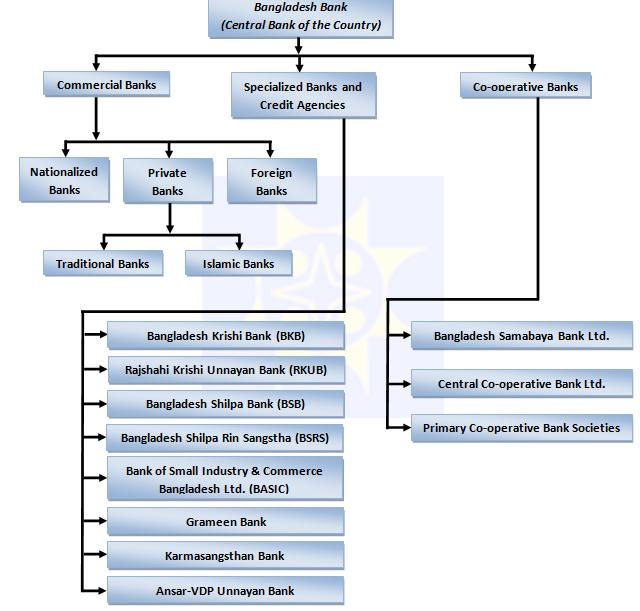 Bangladesh Bank
(Central Bank of the Country)
Commercial Banks
Specialized Banks and
Credit Agencies
Co-operative Banks
Nationalized
Banks
Private
Banks
Foreign
Banks
Traditional Banks
Islamic Banks
Bangladesh Krishi Bank (BKB)
Rajshahi Krishi Unnayan Bank (RKUB)
Bangladesh Shilpa Bank (BSB)
Bangladesh Shilpa Rin Sangstha (BSRS)
Bank of Small Industry & Commerce
Bangladesh Ltd. (BASIC)
Grameen Bank
Karmasangsthan Bank
Ansar-VDP Unnayan Bank
Bangladesh Samabaya Bank Ltd.
Central Co-operative Bank Ltd.
Primary Co-operative Bank Societies